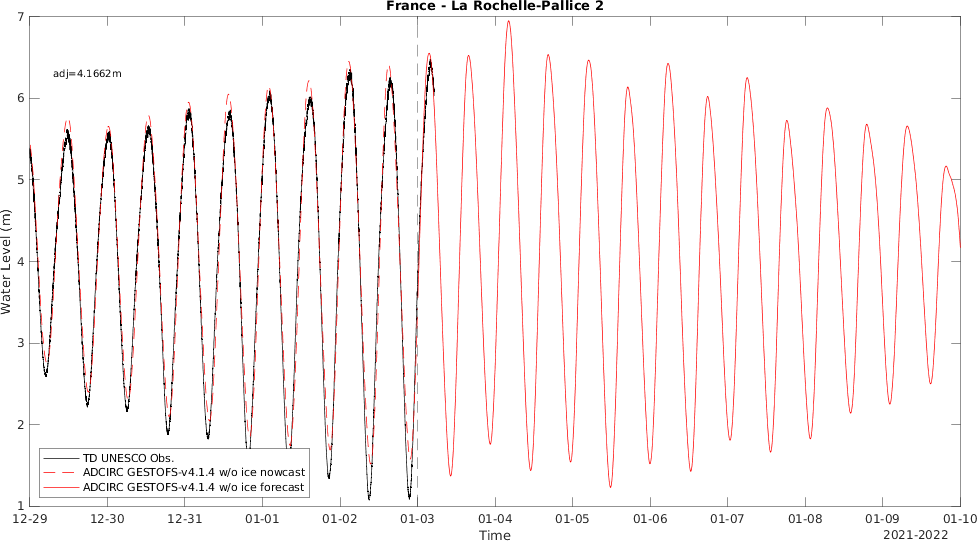 France - La Rochelle-Pallice 2
7
adj=4.1662m
6
5
4
3
2
1
Water Level (m)
TD UNESCO Obs.
ADCIRC GESTOFS-v4.1.4 w/o ice nowcast
ADCIRC GESTOFS-v4.1.4 w/o ice forecast
12-29 12-30 12-31 01-01 01-02 01-03 01-04 01-05 01-06 01-07 01-08 01-09 01-10
Time
2021-2022